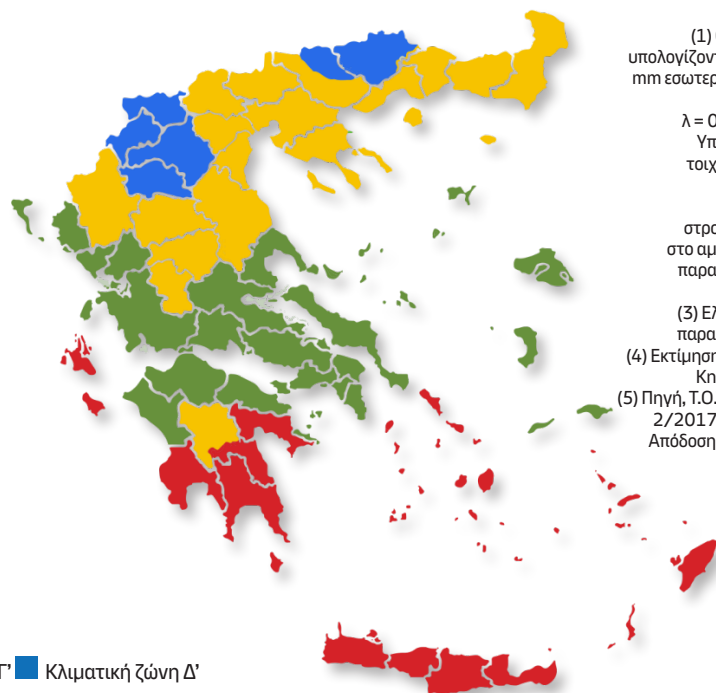 (1)
υπολογίζοντ
mm εσωτερ
λ = 0
Υπ
τοιχ
στρα
στο αμ
παρα
(3) Ελ
παρα
(4) Εκτίμηση
Κη
(5) Πηγή, Τ.Ο.
2/2017
Απόδοση
Γ' Κλιματική ζώνη Δ'